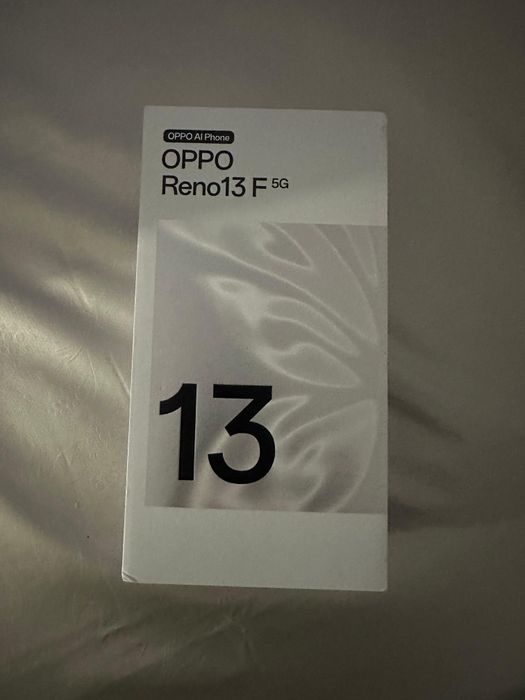 OPPO AI Phone
OPPO
Reno13 F 5G
13